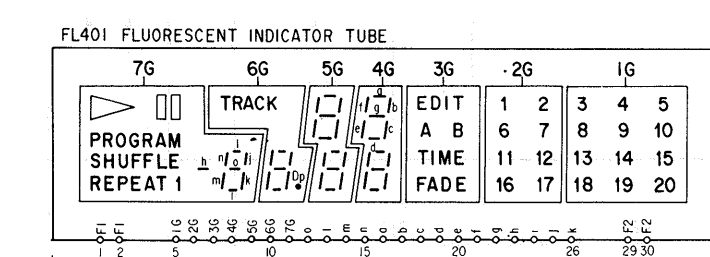 FL401 FLUORESCENT INDICATOR TUBE
7G 6G 5G 4G 3G .2G 1G
TRACK a EDIT 1 2 3 4 5
f g b
PROGRAM e c A B 6 7 8 9 10
i d
SHUFFLE h n o j TIME 11 12 13 14 15
REPEAT 1 m k Dp FADE 16 17 18 19 20
l
F1 F1 1G 2G 3G 4G 5G 6G 7G o l m n a b c d e f g h i j k F2 F2
1 2 5 10 15 20 26 29 30